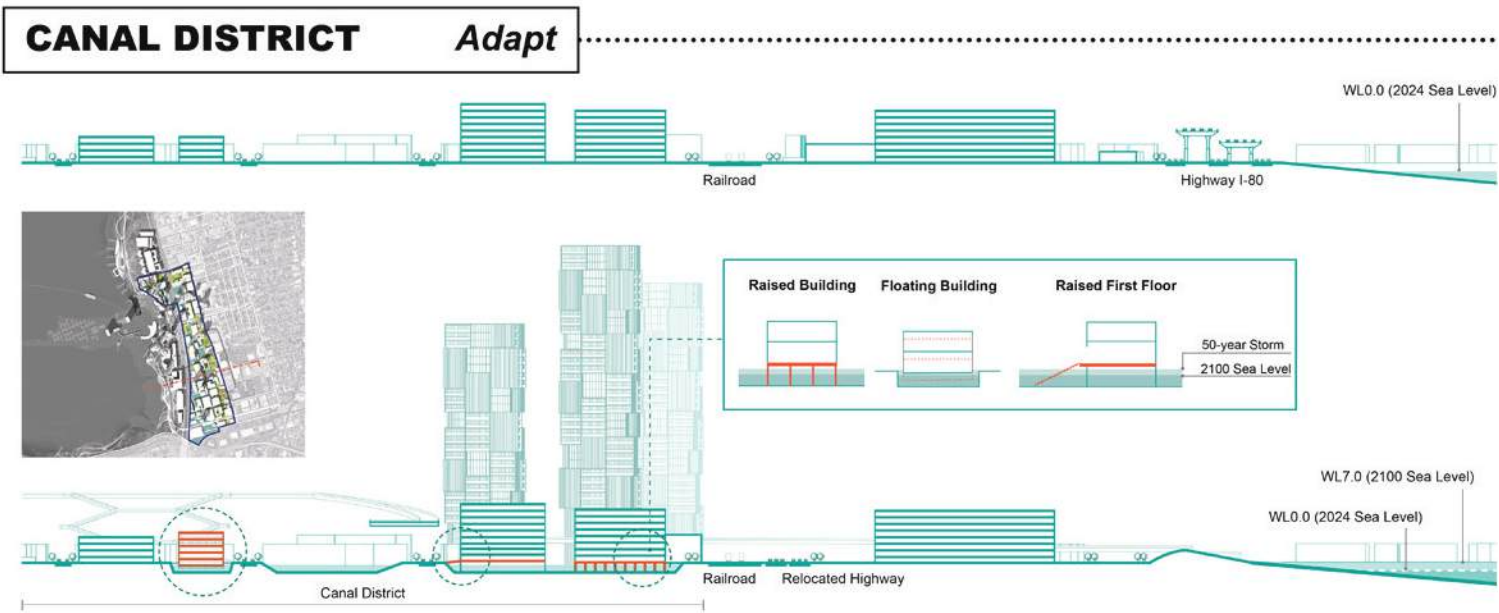 CANAL DISTRICT Adapt
WL0.0 (2024 Sea Level)
Railroad
Highway I-80
Raised Building
Floating Building
Raised First Floor
50-year Storm
2100 Sea Level
WL7.0 (2100 Sea Level)
WL0.0 (2024 Sea Level)
Railroad
Relocated Highway
Canal District